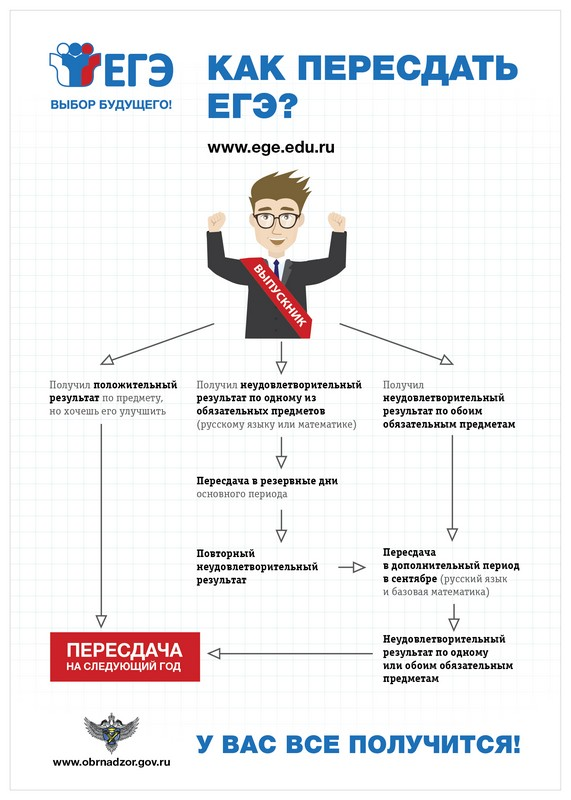 ЕГЭ
ВЫБОР БУДУЩЕГО!
КАК ПЕРЕСДАТЬ
ЕГЭ?
www.ege.edu.ru
ВЫПУСКНИК
Получил положительный
результат по предмету,
но хочешь его улучшить
Получил неудовлетворительный
результат по одному из
обязательных предметов
(русскому языку или математике)
Получил
неудовлетворительный
результат по обоим
обязательным предметам
Пересдача в резервные дни
основного периода
Повторный
неудовлетворительный
результат
Пересдача
в дополнительный период
в сентябре (русский язык
и базовая математика)
Неудовлетворительный
результат по одному
или обоим обязательным
предметам
ПЕРЕСДАЧА
НА СЛЕДУЮЩИЙ ГОД
www.obrnadzor.gov.ru
У ВАС ВСЕ ПОЛУЧИТСЯ!